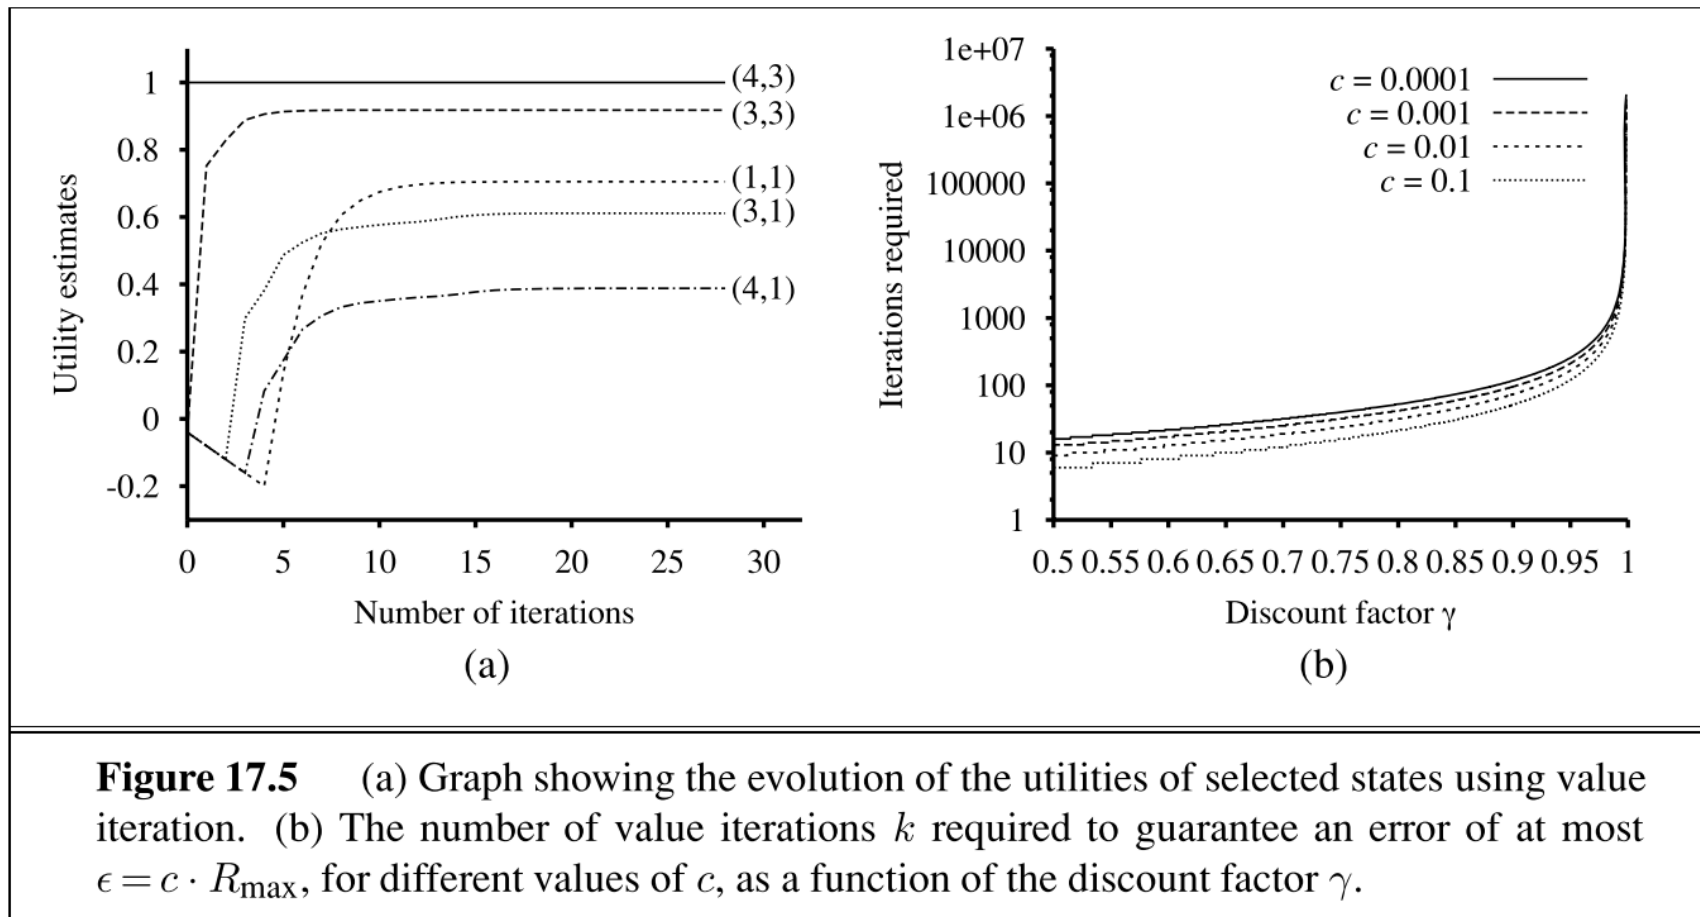 1
0.8
0.6
0.4
0.2
0
-0.2
Utility estimates
(4,3)
(3,3)
(1,1)
(3,1)
(4,1)
0 5 10 15 20 25 30
Number of iterations
(a)
1e+07
1e+06
100000
10000
1000
100
10
1
Iterations required
c = 0.0001
c = 0.001
c = 0.01
c = 0.1
0.5 0.55 0.6 0.65 0.7 0.75 0.8 0.85 0.9 0.95 1
Discount factor γ
(b)
Figure 17.5 (a) Graph showing the evolution of the utilities of selected states using value
iteration. (b) The number of value iterations k required to guarantee an error of at most
ϵ = c · Rmax, for different values of c, as a function of the discount factor γ.